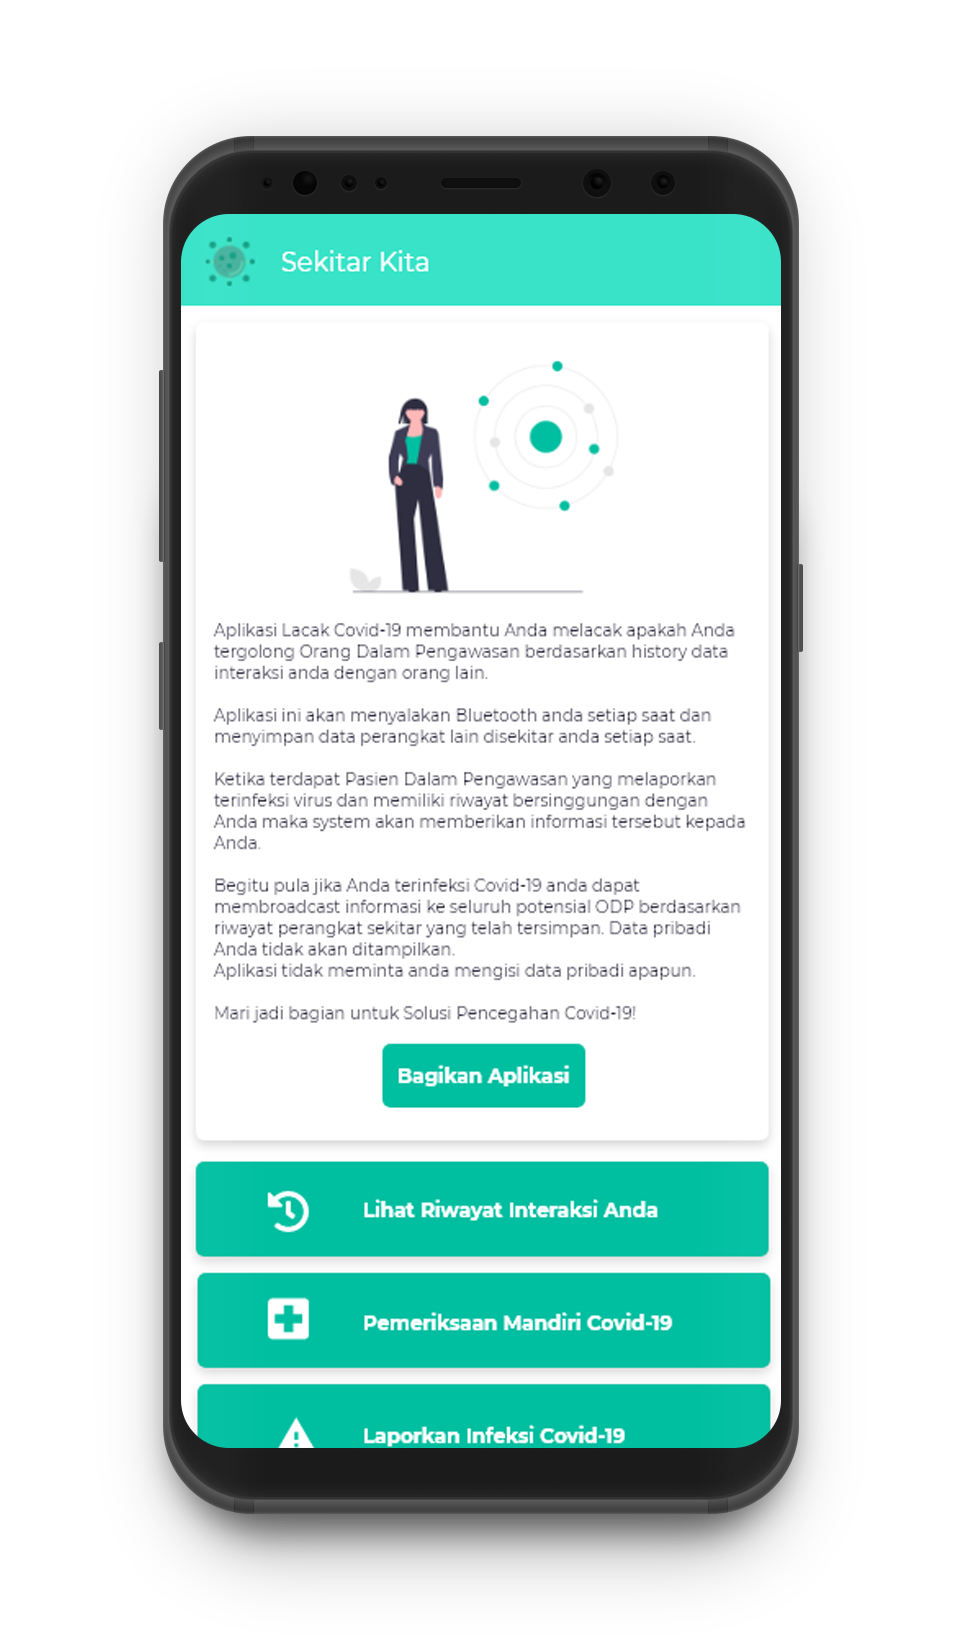 Sekitar Kita
Aplikasi Lacak Covid-19 membantu Anda melacak apakah Anda
tergolong Orang Dalam Pengawasan berdasarkan history data
interaksi anda dengan orang lain.
Aplikasi ini akan menyalakan Bluetooth anda setiap saat dan
menyimpan data perangkat lain disekitar anda setiap saat.
Ketika terdapat Pasien Dalam Pengawasan yang melaporkan
terinfeksi virus dan memiliki riwayat bersinggungan dengan
Anda maka system akan memberikan informasi tersebut kepada
Anda.
Begitu pula jika Anda terinfeksi Covid-19 anda dapat
membroadcast informasi ke seluruh potensial ODP berdasarkan
riwayat perangkat sekitar yang telah tersimpan. Data pribadi
Anda tidak akan ditampilkan.
Aplikasi tidak meminta anda mengisi data pribadi apapun.
Mari jadi bagian untuk Solusi Pencegahan Covid-19!
Bagikan Aplikasi
Lihat Riwayat Interaksi Anda
Pemeriksaan Mandiri Covid-19
Laporkan Infeksi Covid-19